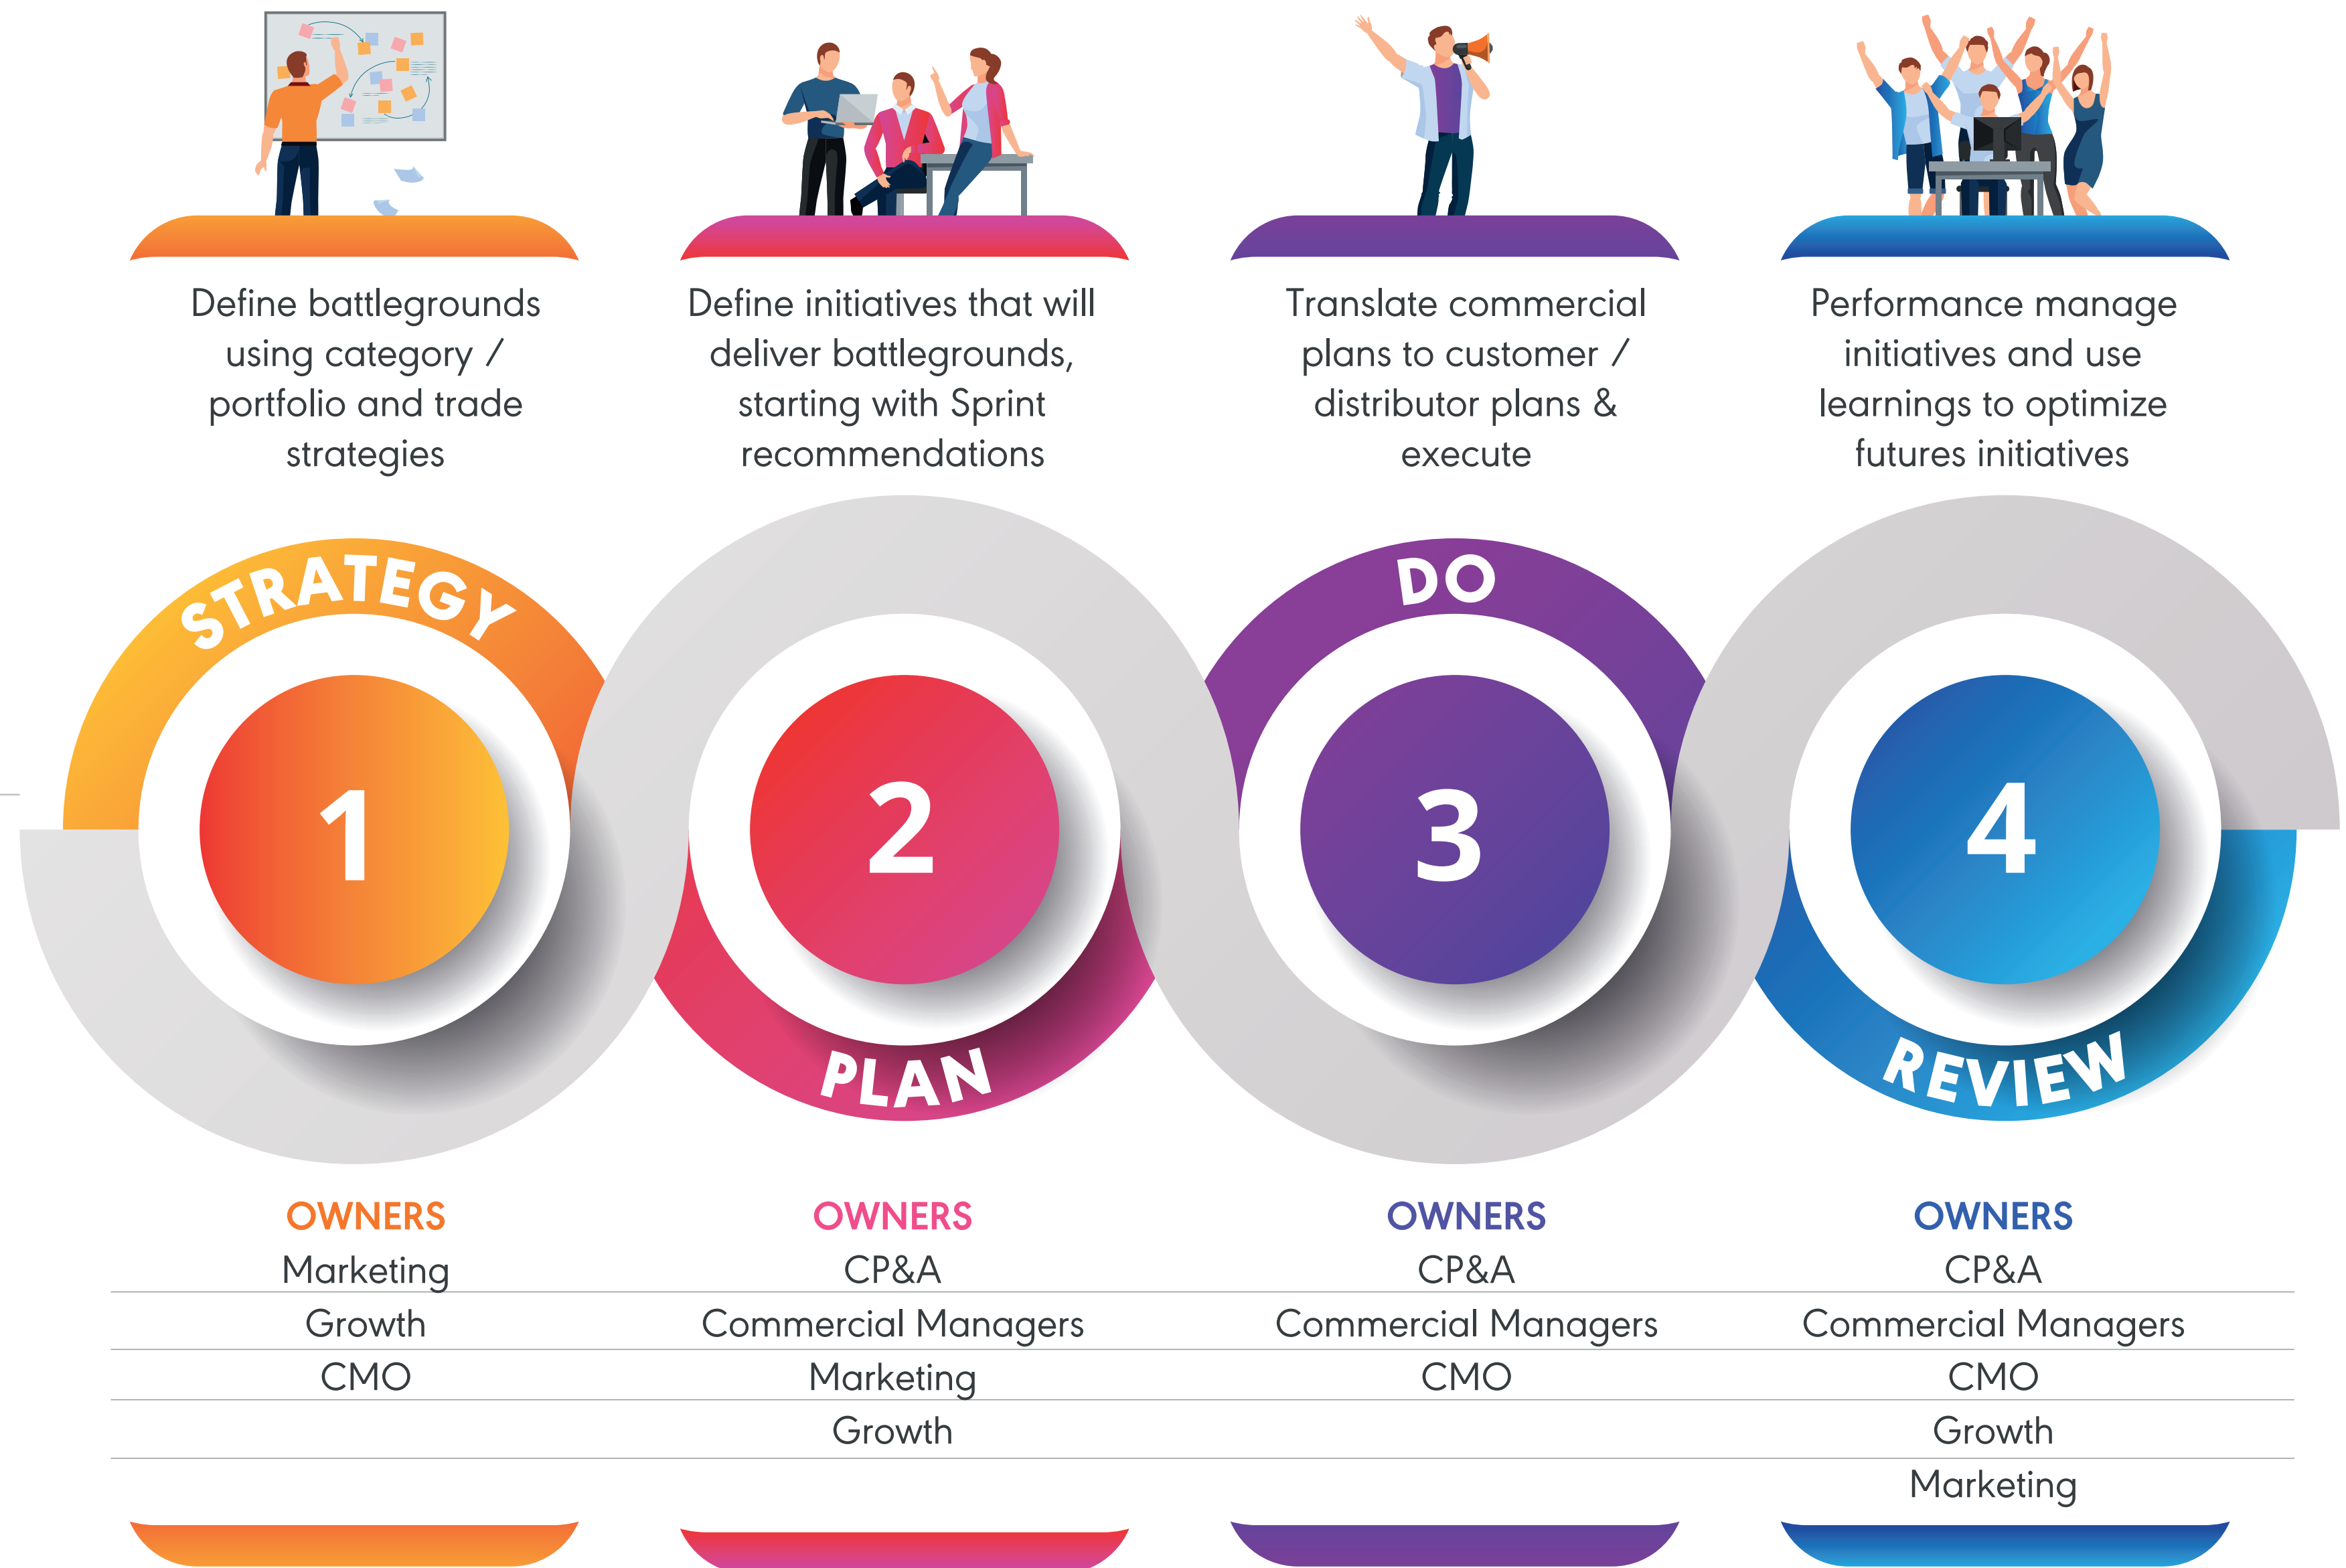 Define battlegrounds
using category /
portfolio and trade
strategies
Define initiatives that will
deliver battlegrounds,
starting with Sprint
recommendations
Translate commercial
plans to customer /
distributor plans &
execute
Performance manage
initiatives and use
learnings to optimize
futures initiatives
STRATEGY
1
2
PLAN
DO
3
4
REVIEW
OWNERS
Marketing
Growth
CMO
OWNERS
CP&A
Commercial Managers
Marketing
Growth
OWNERS
CP&A
Commercial Managers
CMO
OWNERS
CP&A
Commercial Managers
CMO
Growth
Marketing